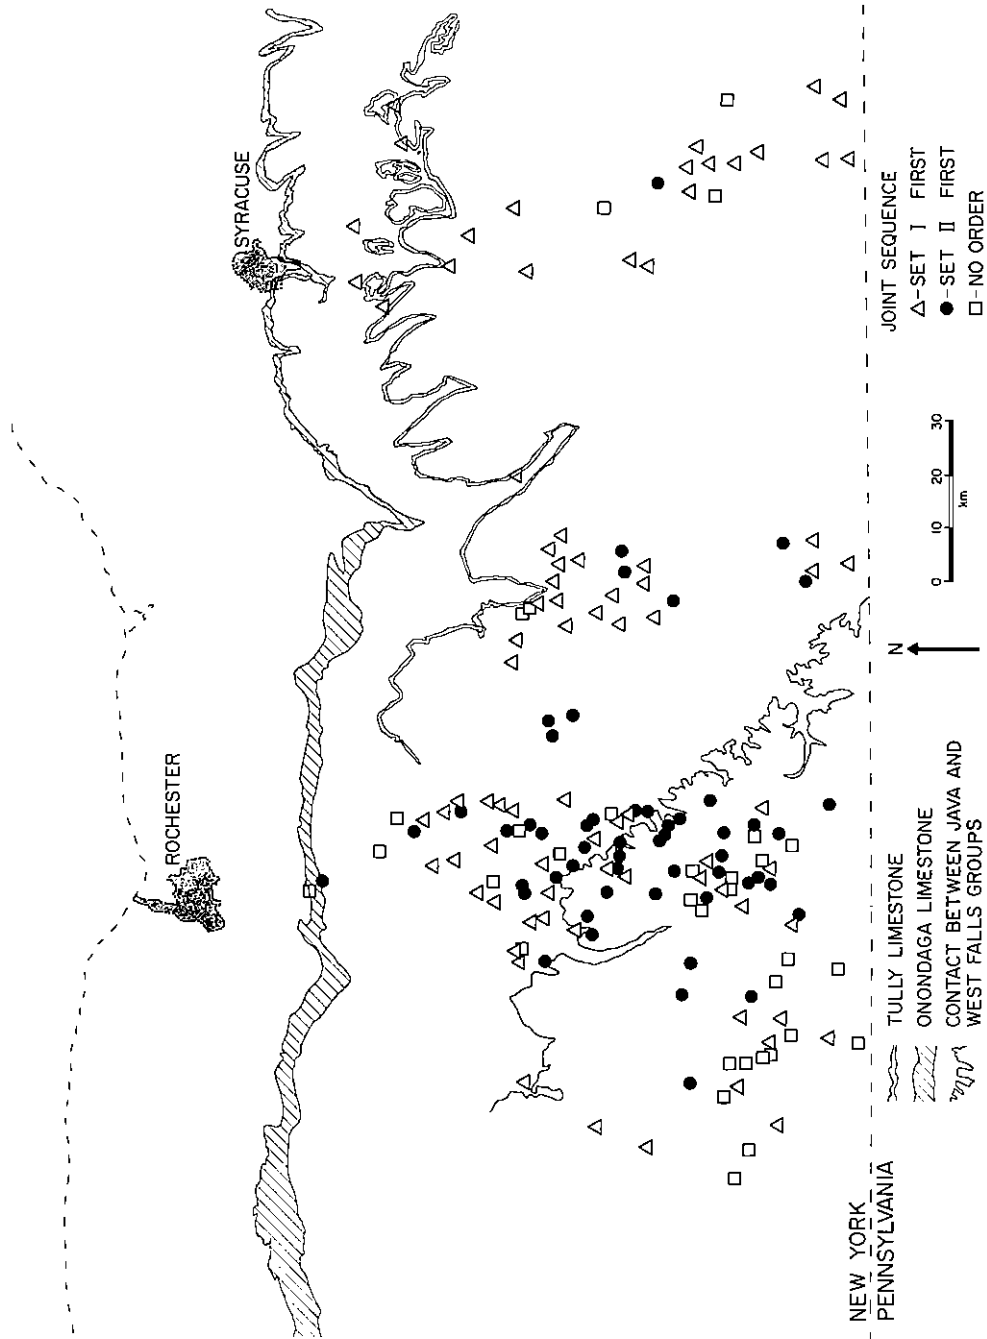 SYRACUSE
ROCHESTER
JOINT SEQUENCE
△-SET I FIRST
●-SET II FIRST
□-NO ORDER
0 10 20 30
km
N
TULLY LIMESTONE
ONONDAGA LIMESTONE
CONTACT BETWEEN JAVA AND
WEST FALLS GROUPS
NEW YORK
PENNSYLVANIA